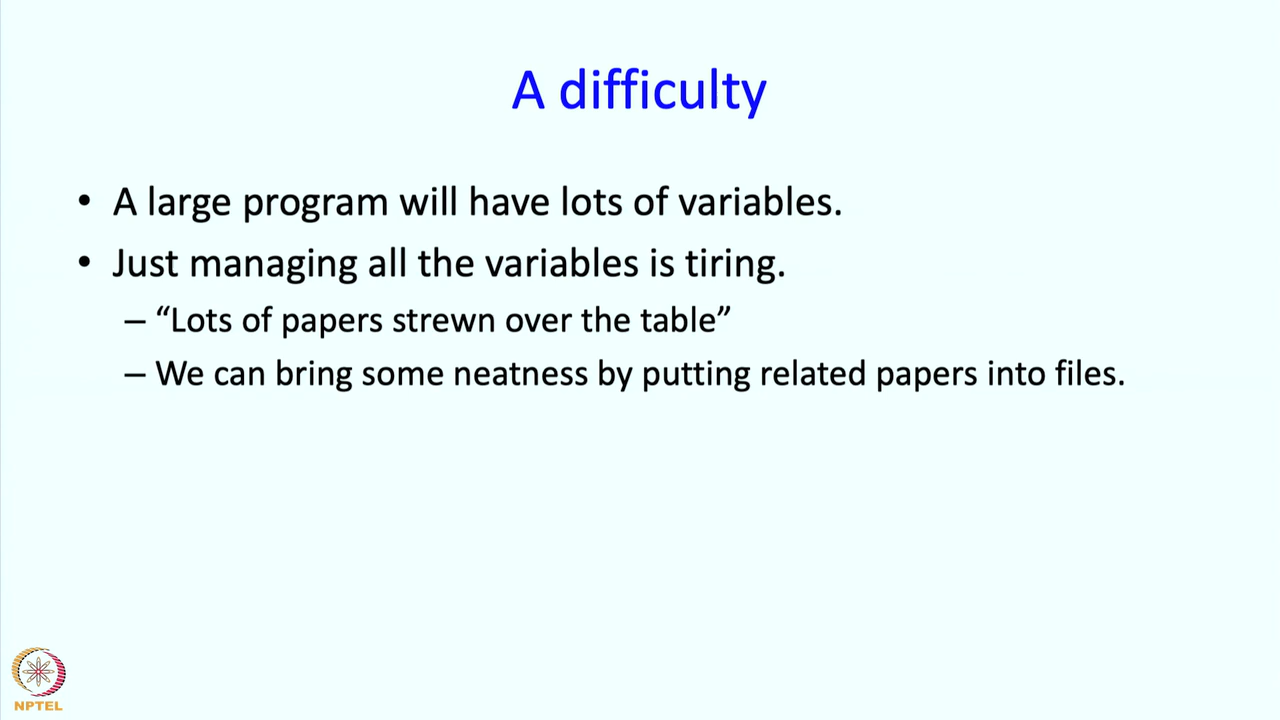 A difficulty
• A large program will have lots of variables.
• Just managing all the variables is tiring.
– “Lots of papers strewn over the table”
– We can bring some neatness by putting related papers into files.
NPTEL